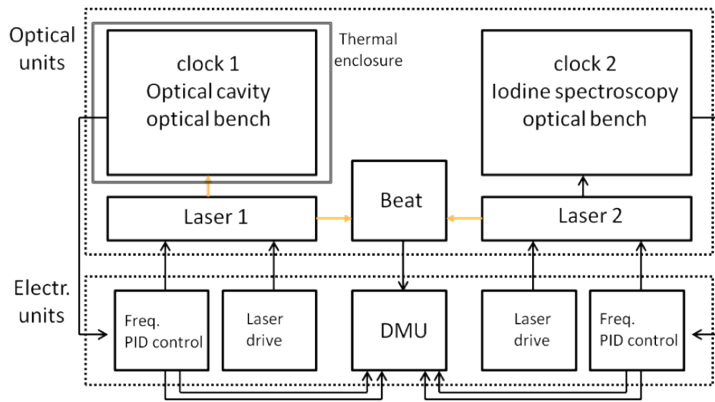 Optical
units
Thermal
enclosure
clock 1
Optical cavity
optical bench
clock 2
Iodine spectroscopy
optical bench
Laser 1
Beat
Laser 2
Electr.
units
Freq.
PID control
Laser
drive
DMU
Laser
drive
Freq.
PID control